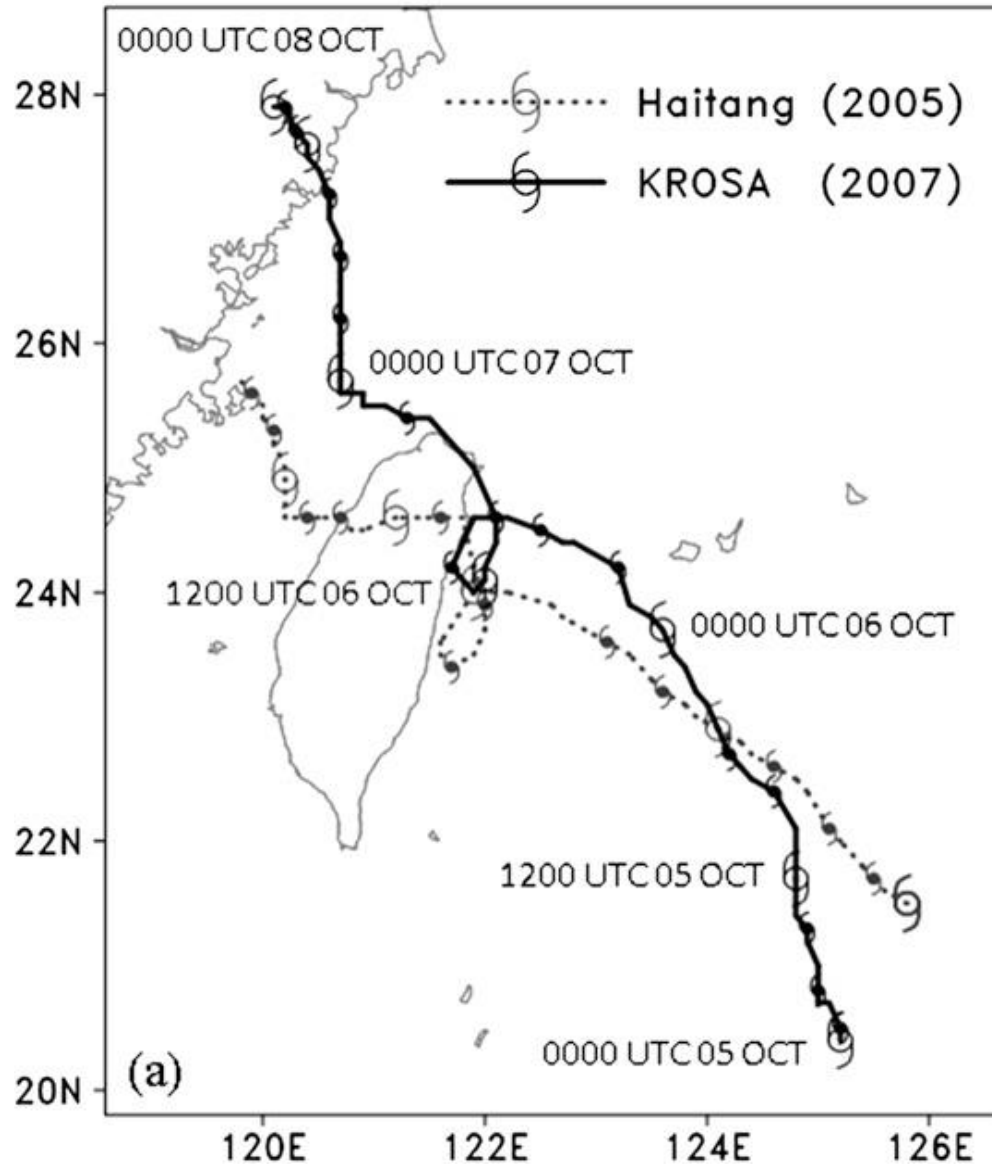 0000 UTC 08 OCT
28N
Haitang (2005)
KROSA (2007)
26N
0000 UTC 07 OCT
24N
1200 UTC 06 OCT
0000 UTC 06 OCT
22N
1200 UTC 05 OCT
0000 UTC 05 OCT
(a)
20N
120E 122E 124E 126E